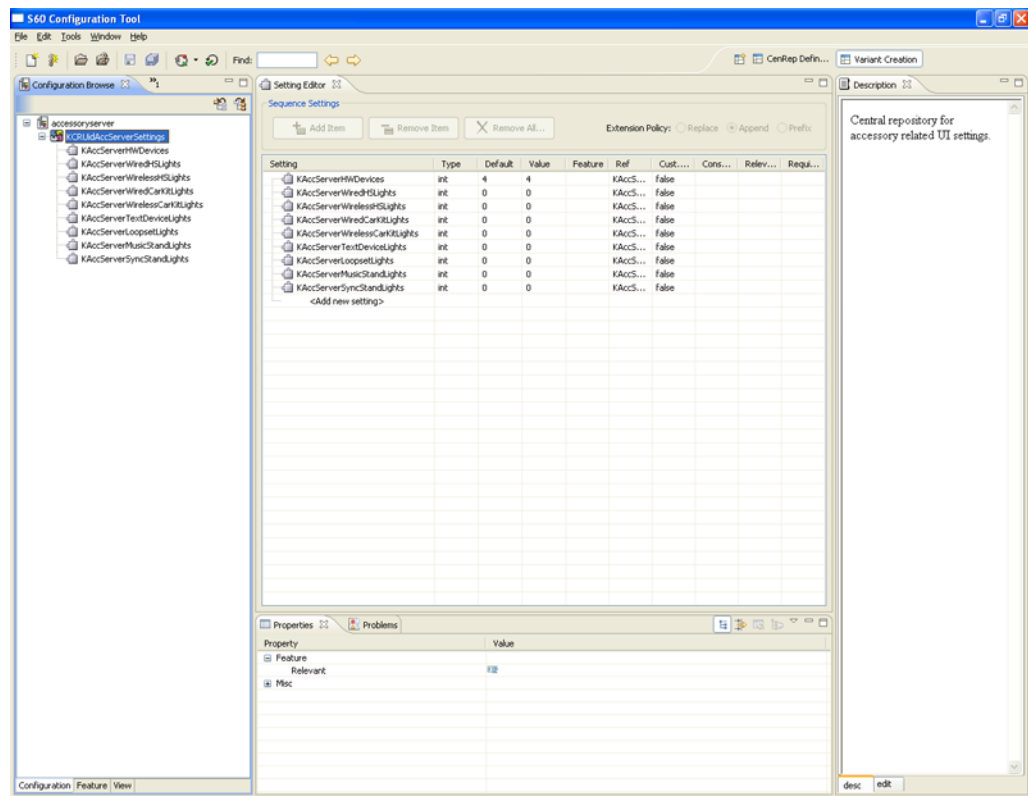 S60 Configuration Tool
File Edit Tools Window Help
Find:
CenRep Defin...
Variant Creation
Configuration Browse
»1
accessoryserver
KCRUidAccServerSettings
KAccServerHWDevices
KAccServerWiredHSLights
KAccServerWirelessHSLights
KAccServerWiredCarKitLights
KAccServerWirelessCarKitLights
KAccServerTextDeviceLights
KAccServerLoopsetLights
KAccServerMusicStandLights
KAccServerSyncStandLights
Configuration Feature View
Setting Editor
Sequence Settings
Add Item Remove Item Remove All... Extension Policy: Replace Append Prefix
Setting Type Default Value Feature Ref Cust.... Cons... Relev... Requi...
KAccServerHWDevices int 4 4 KAccS... false
KAccServerWiredHSLights int 0 0 KAccS... false
KAccServerWirelessHSLights int 0 0 KAccS... false
KAccServerWiredCarKitLights int 0 0 KAccS... false
KAccServerWirelessCarKitLights int 0 0 KAccS... false
KAccServerTextDeviceLights int 0 0 KAccS... false
KAccServerLoopsetLights int 0 0 KAccS... false
KAccServerMusicStandLights int 0 0 KAccS... false
KAccServerSyncStandLights int 0 0 KAccS... false
<Add new setting>
Properties Problems
Property Value
Feature
Relevant
Misc
Description
Central repository for
accessory related UI settings.
desc edit